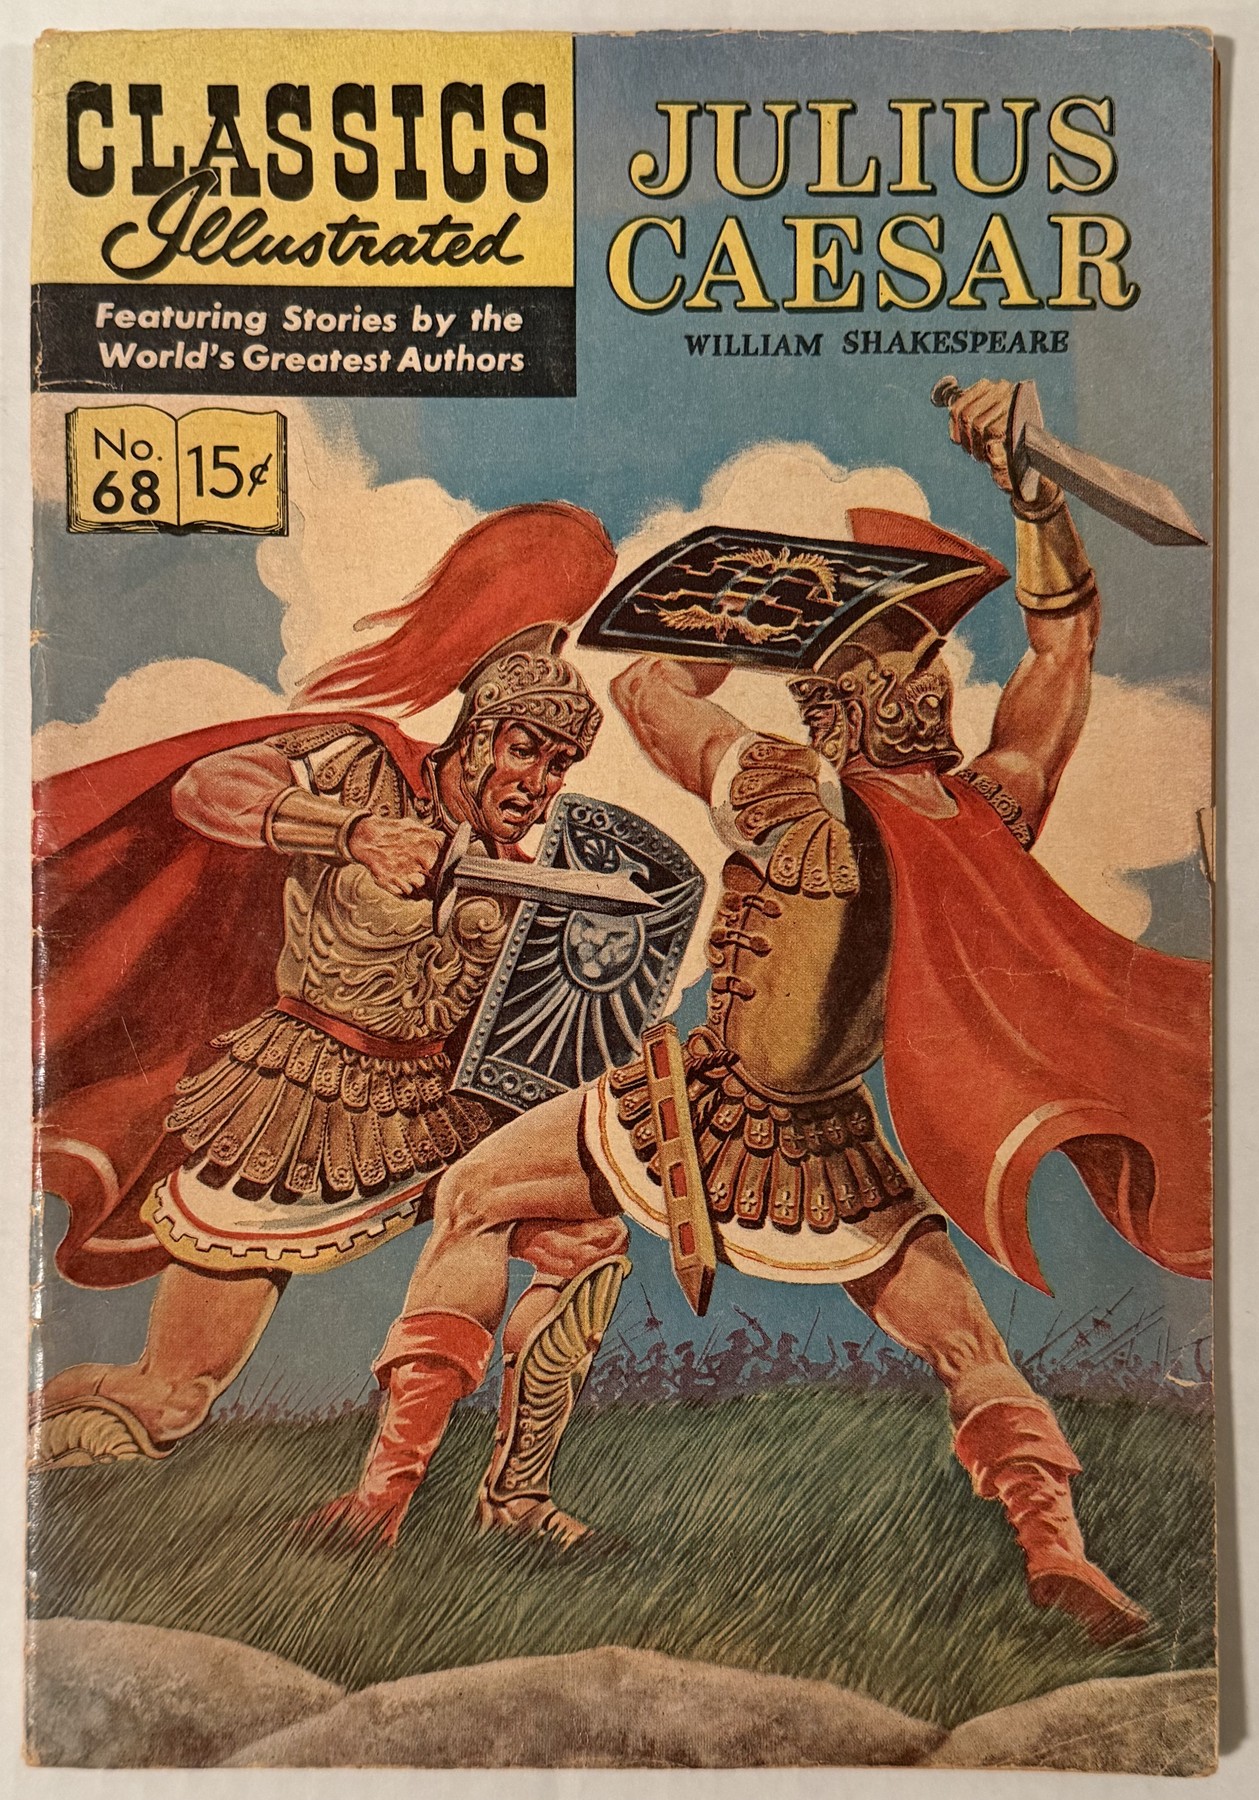 CLASSICS
Illustrated
Featuring Stories by the
World's Greatest Authors
No.
68
15¢
JULIUS
CAESAR
WILLIAM SHAKESPEARE